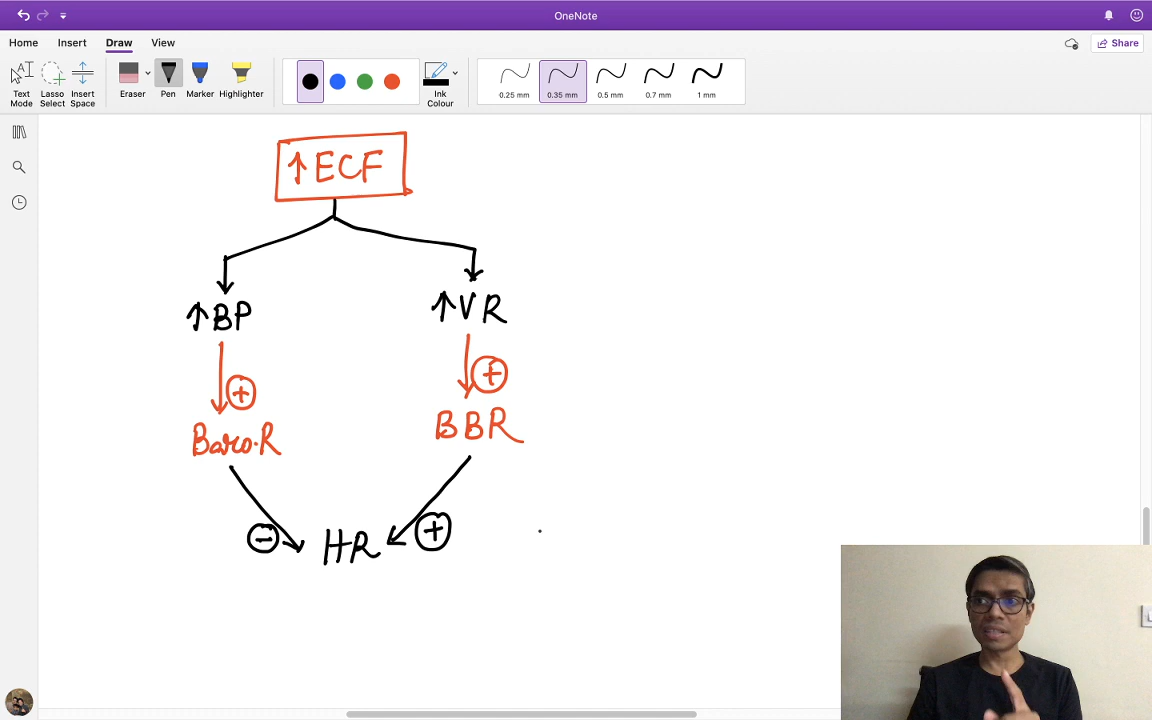 OneNote
Home Insert Draw View
Share
Text Mode
Lasso Select
Insert Space
Eraser
Pen
Marker
Highlighter
Ink Colour
0.25 mm
0.35 mm
0.5 mm
0.7 mm
1 mm
↑ECF
↑BP ↑VR
+ +
Baro.R BBR
- HR +